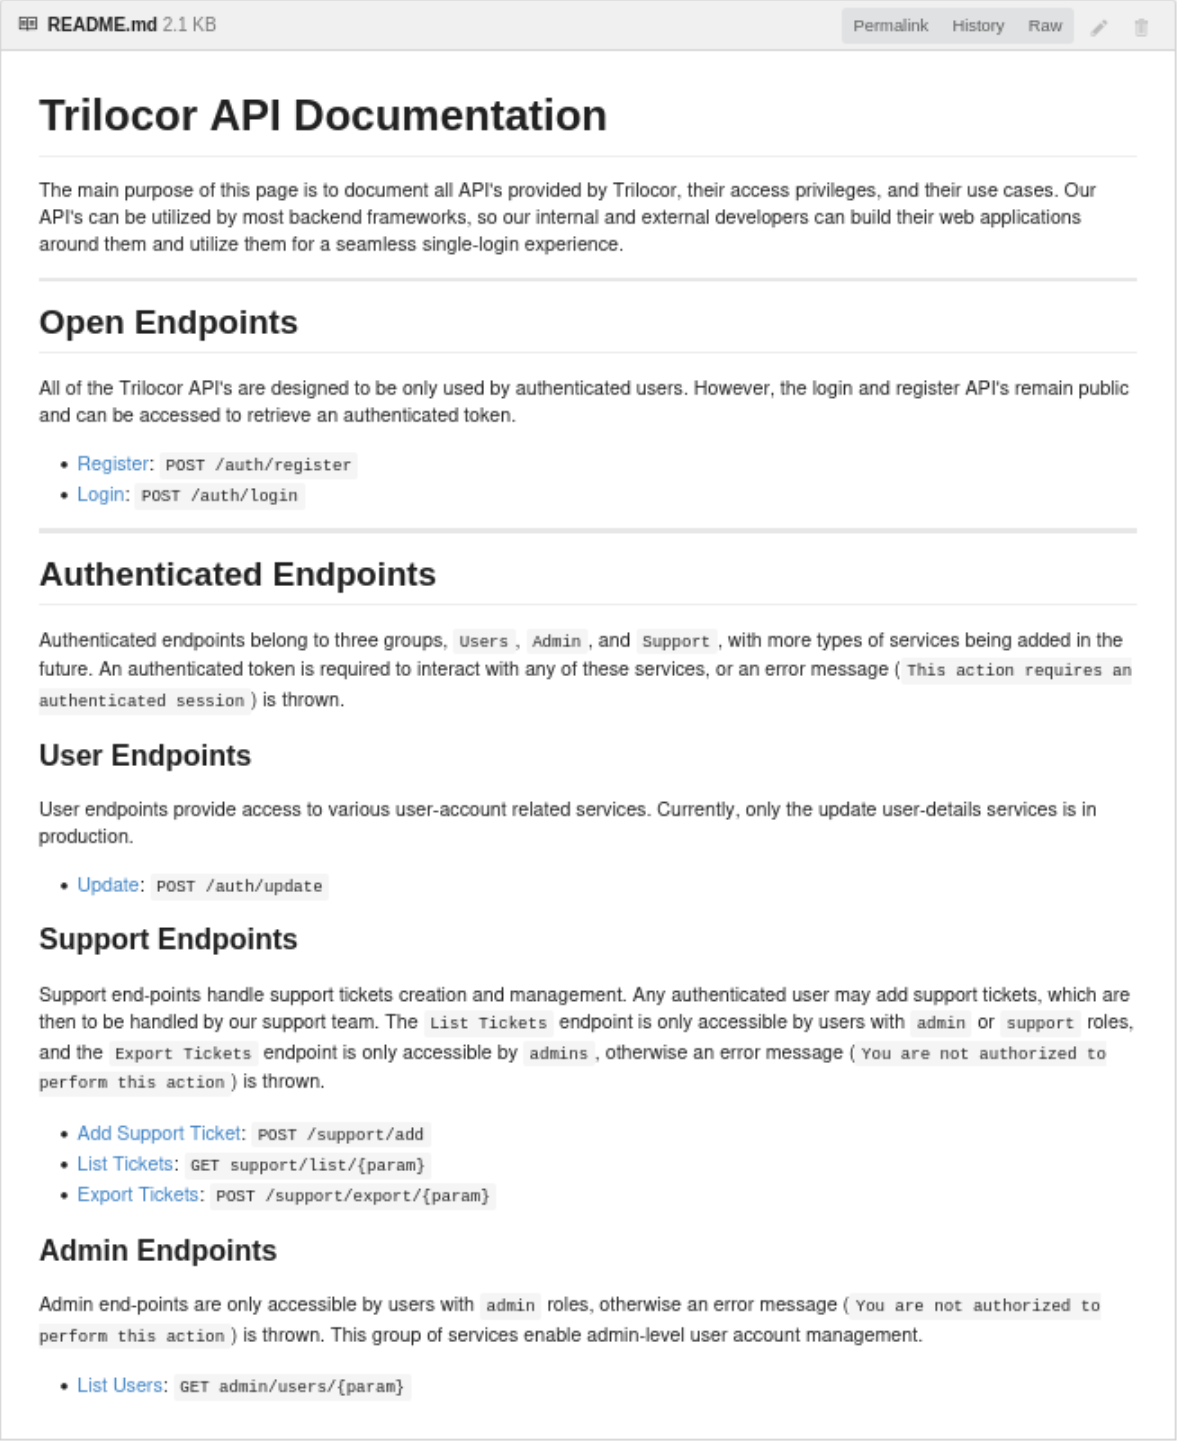 README.md 2.1 KB
Permalink History Raw
Trilocor API Documentation
The main purpose of this page is to document all API's provided by Trilocor, their access privileges, and their use cases. Our
API's can be utilized by most backend frameworks, so our internal and external developers can build their web applications
around them and utilize them for a seamless single-login experience.
Open Endpoints
All of the Trilocor API's are designed to be only used by authenticated users. However, the login and register API's remain public
and can be accessed to retrieve an authenticated token.
• Register: POST /auth/register
• Login: POST /auth/login
Authenticated Endpoints
Authenticated endpoints belong to three groups, Users, Admin, and Support, with more types of services being added in the
future. An authenticated token is required to interact with any of these services, or an error message (This action requires an
authenticated session) is thrown.
User Endpoints
User endpoints provide access to various user-account related services. Currently, only the update user-details services is in
production.
• Update: POST /auth/update
Support Endpoints
Support end-points handle support tickets creation and management. Any authenticated user may add support tickets, which are
then to be handled by our support team. The List Tickets endpoint is only accessible by users with admin or support roles,
and the Export Tickets endpoint is only accessible by admins, otherwise an error message (You are not authorized to
perform this action) is thrown.
• Add Support Ticket: POST /support/add
• List Tickets: GET support/list/{param}
• Export Tickets: POST /support/export/{param}
Admin Endpoints
Admin end-points are only accessible by users with admin roles, otherwise an error message (You are not authorized to
perform this action) is thrown. This group of services enable admin-level user account management.
• List Users: GET admin/users/{param}